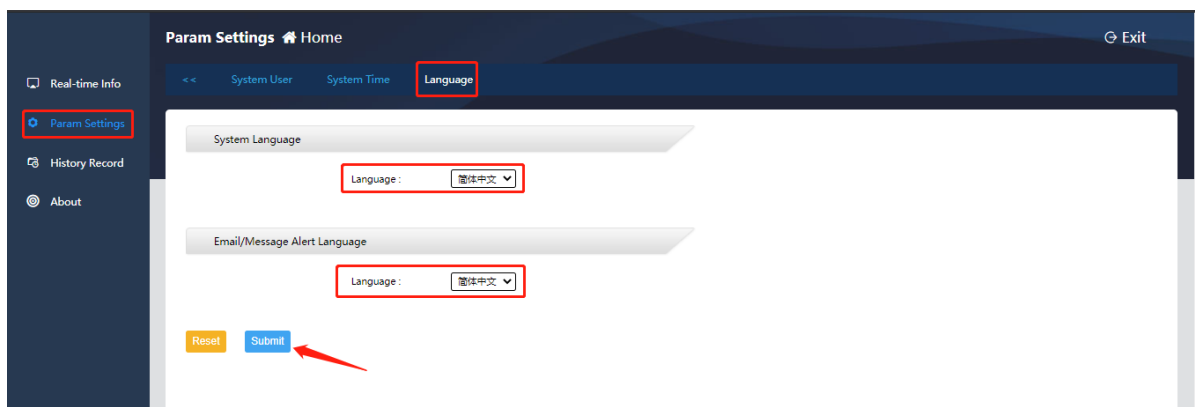 Param Settings Home
Exit
Real-time Info
Param Settings
History Record
About
<< System User System Time Language
System Language
Language : 简体中文
Email/Message Alert Language
Language : 简体中文
Reset Submit